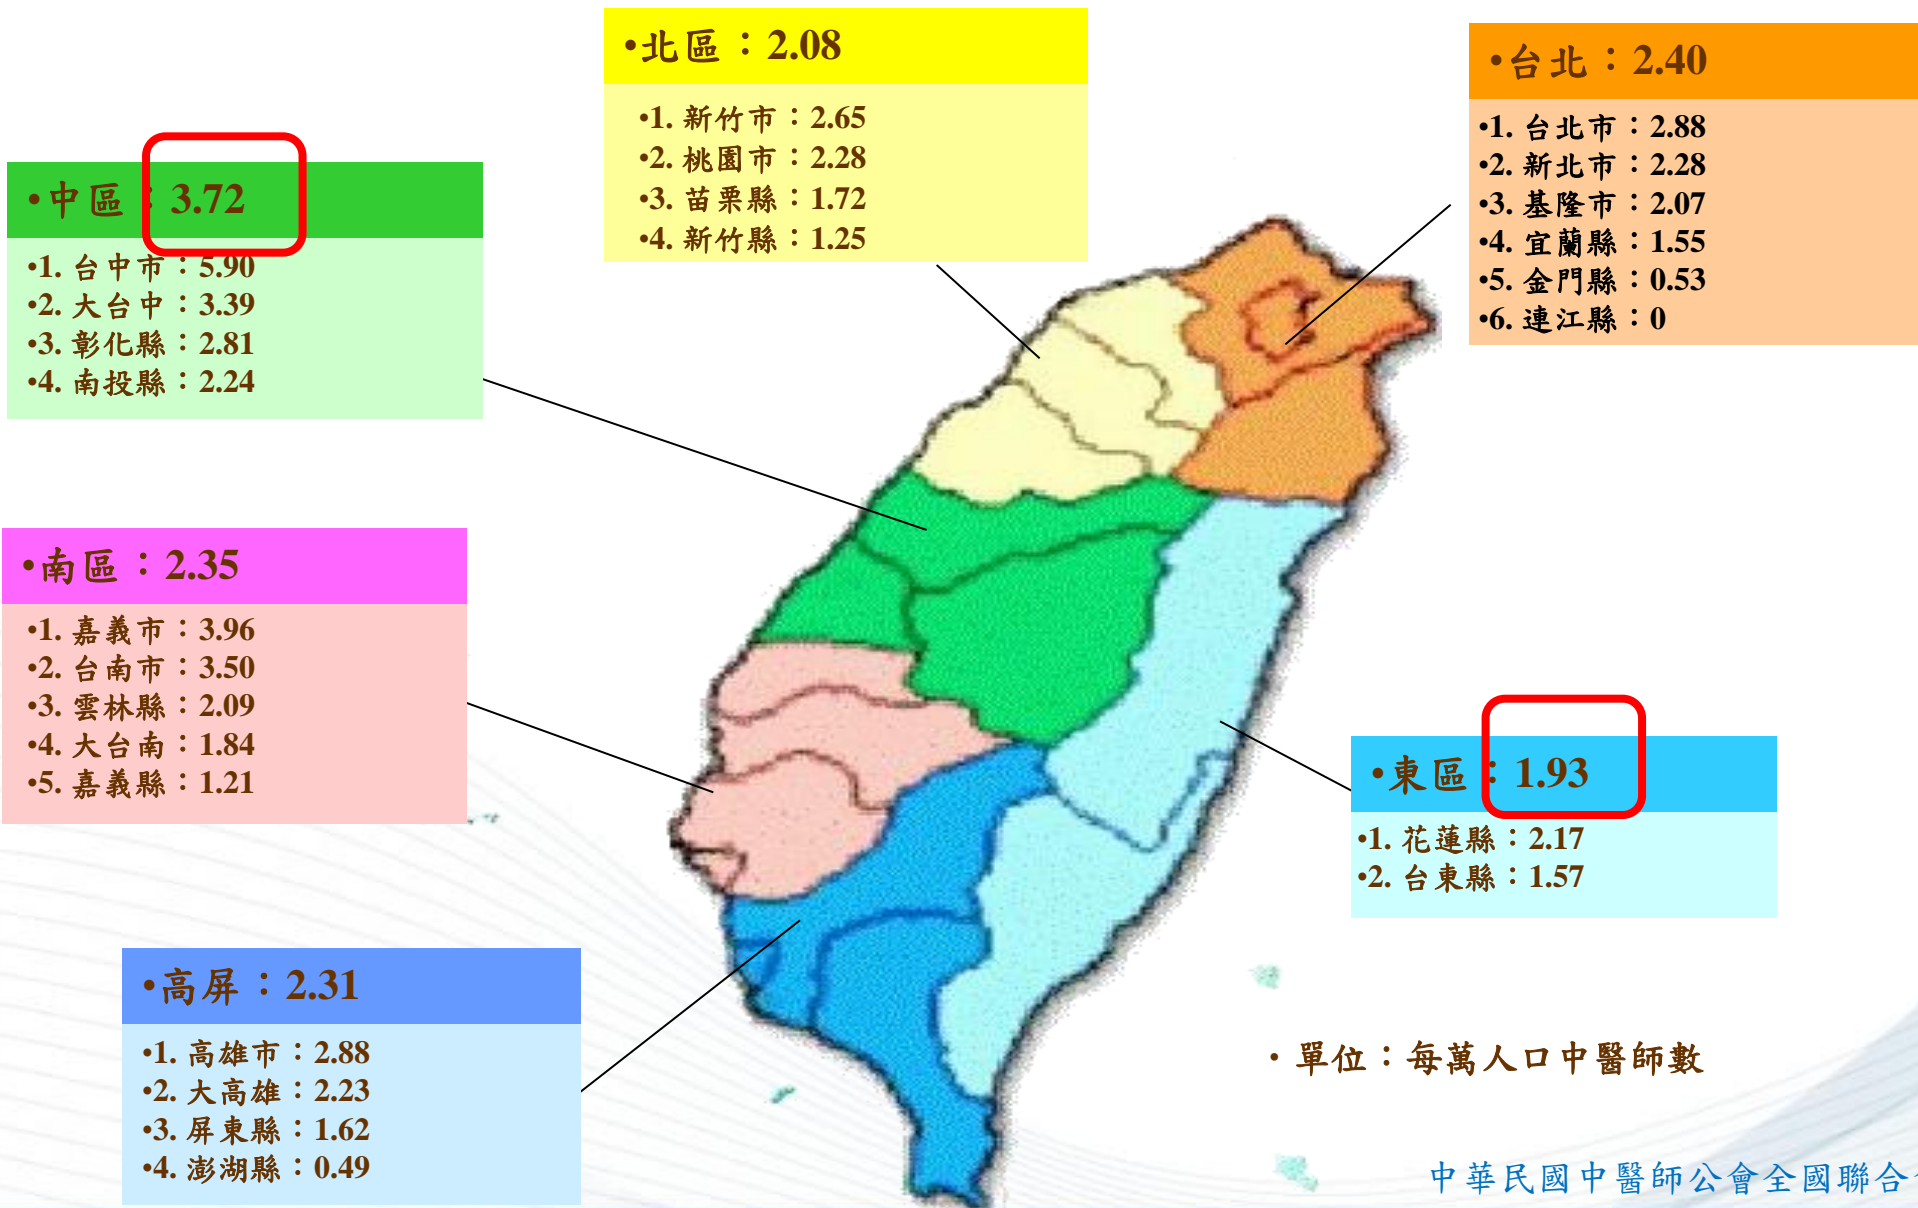 •北區：2.08
•1. 新竹市：2.65
•2. 桃園市：2.28
•3. 苗栗縣：1.72
•4. 新竹縣：1.25
•台北：2.40
•1. 台北市：2.88
•2. 新北市：2.28
•3. 基隆市：2.07
•4. 宜蘭縣：1.55
•5. 金門縣：0.53
•6. 連江縣：0
•中區：3.72
•1. 台中市：5.90
•2. 大台中：3.39
•3. 彰化縣：2.81
•4. 南投縣：2.24
•南區：2.35
•1. 嘉義市：3.96
•2. 台南市：3.50
•3. 雲林縣：2.09
•4. 大台南：1.84
•5. 嘉義縣：1.21
•東區：1.93
•1. 花蓮縣：2.17
•2. 台東縣：1.57
•高屏：2.31
•1. 高雄市：2.88
•2. 大高雄：2.23
•3. 屏東縣：1.62
•4. 澎湖縣：0.49
•單位：每萬人口中醫師數
中華民國中醫師公會全國聯合